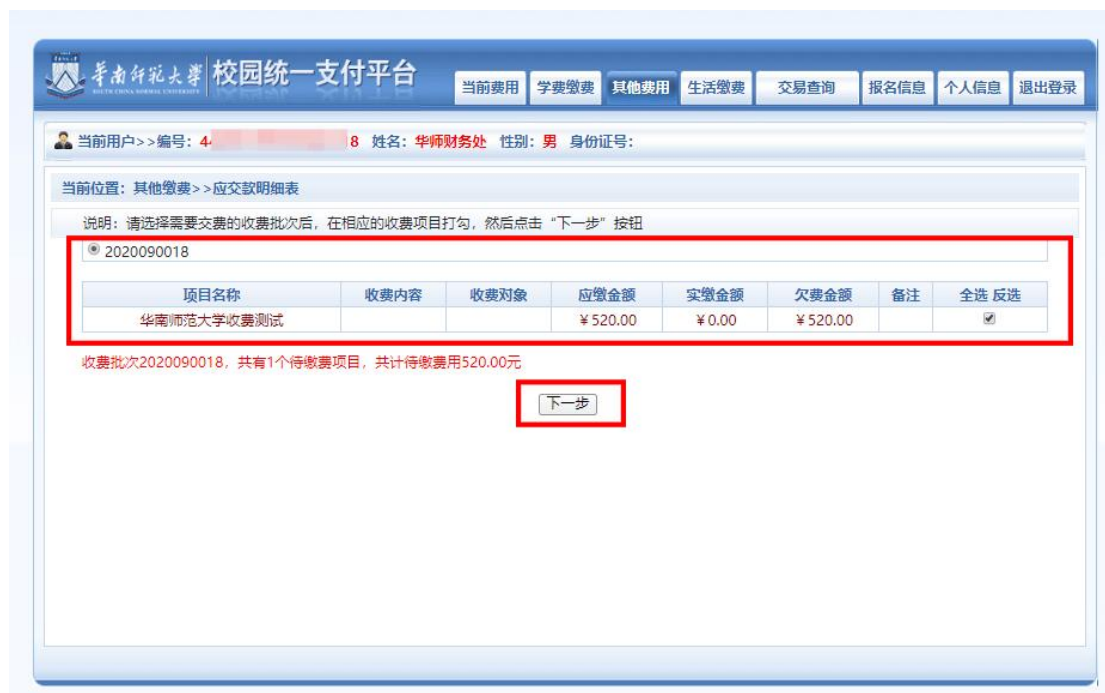 华南师范大学 校园统一支付平台
SOUTH CHINA NORMAL UNIVERSITY
当前费用 学费缴费 其他费用 生活缴费 交易查询 报名信息 个人信息 退出登录
当前用户>>编号：4 8 姓名：华师财务处 性别：男 身份证号：
当前位置：其他缴费>>应交款明细表
说明：请选择需要交费的收费批次后，在相应的收费项目打勾，然后点击“下一步”按钮
2020090018
项目名称 收费内容 收费对象 应缴金额 实缴金额 欠费金额 备注 全选 反选
华南师范大学收费测试 ￥520.00 ￥0.00 ￥520.00
收费批次2020090018，共有1个待缴费项目，共计待缴费用520.00元
下一步